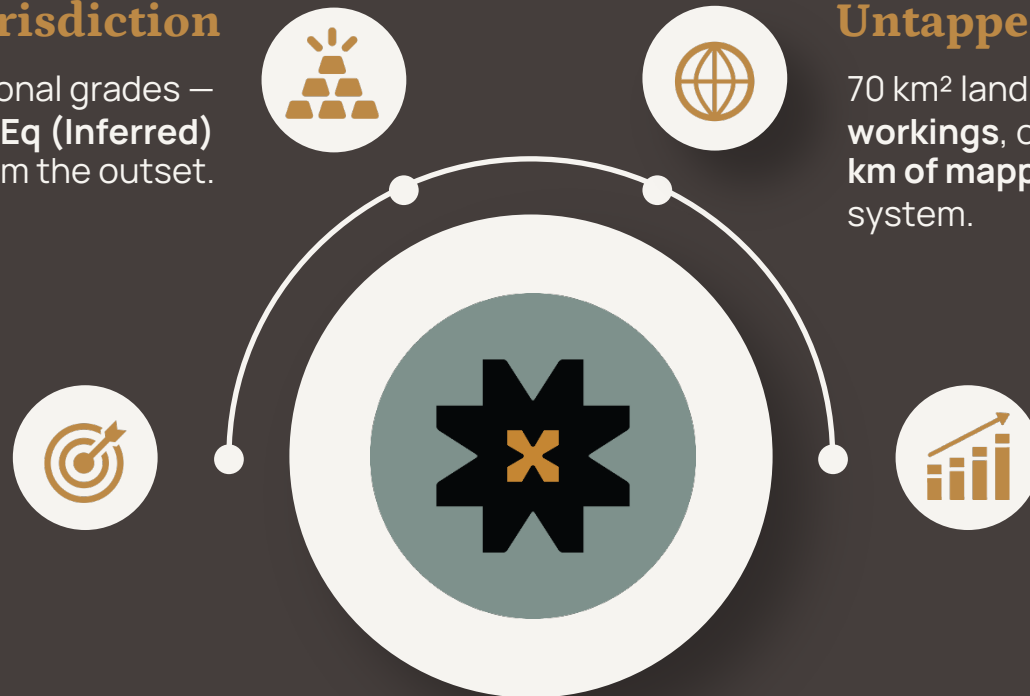 risdiction
onal grades —
Eq (Inferred)
m the outset.
Untappe
70 km² land
workings, c
km of mapp
system.